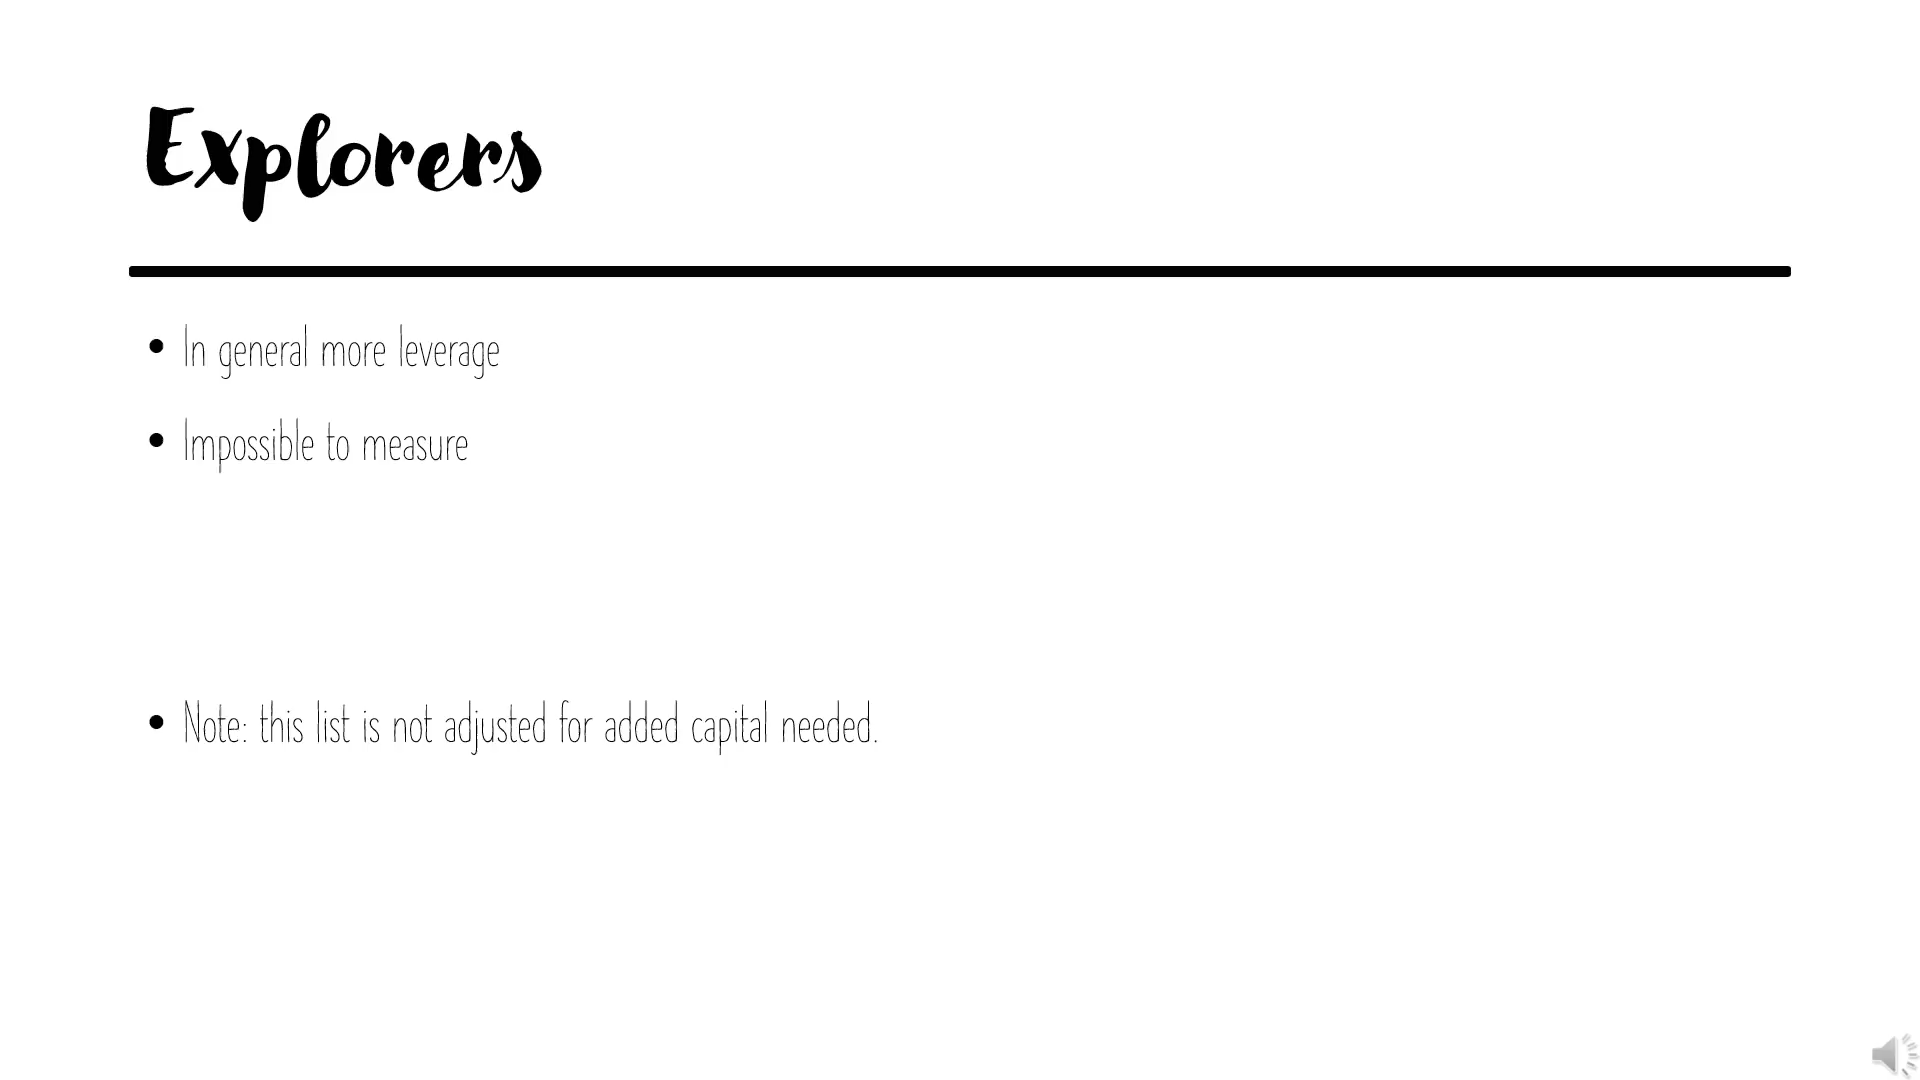 Explorers
• In general more leverage
• Impossible to measure
• Note: this list is not adjusted for added capital needed.